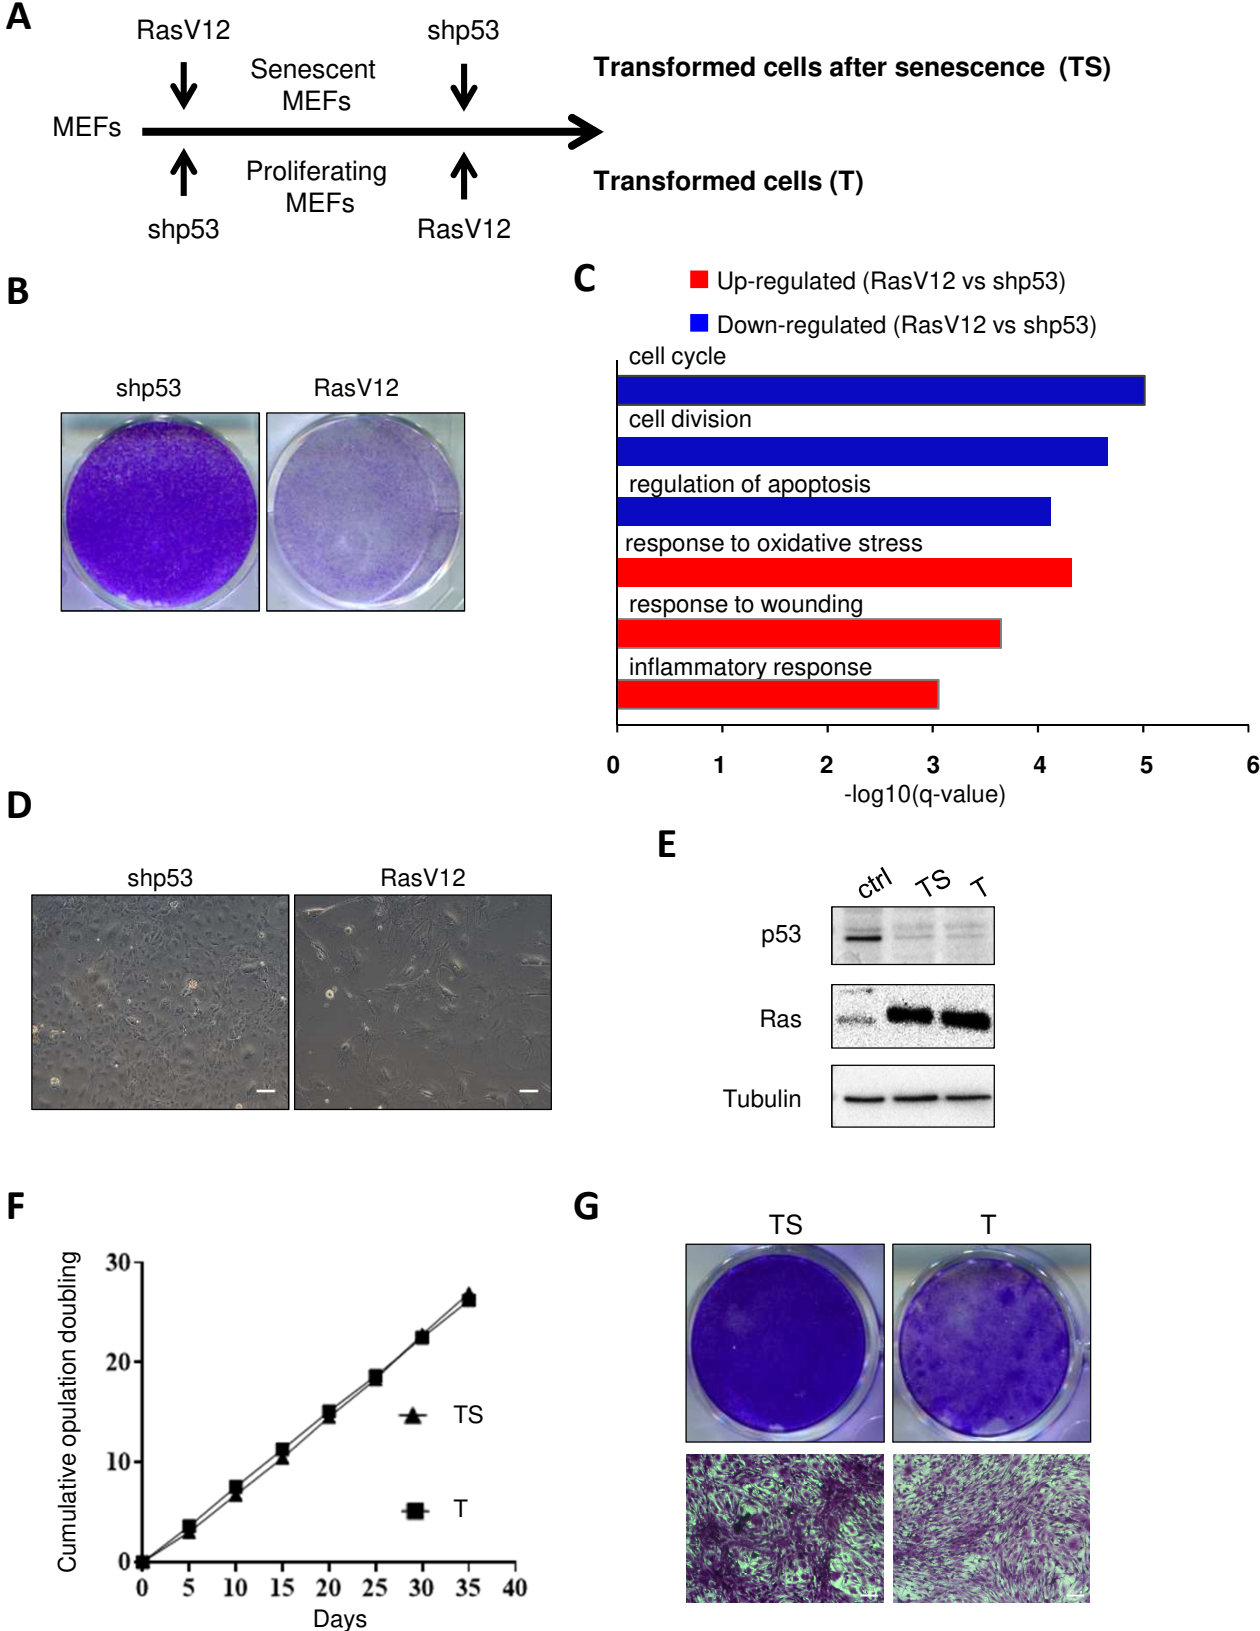 A
RasV12
shp53
Senescent
MEFs
Transformed cells after senescence (TS)
MEFs
Proliferating
MEFs
Transformed cells (T)
shp53
RasV12
B
shp53
RasV12
C
Up-regulated (RasV12 vs shp53)
Down-regulated (RasV12 vs shp53)
cell cycle
cell division
regulation of apoptosis
response to oxidative stress
response to wounding
inflammatory response
0 1 2 3 4 5 6
-log10(q-value)
D
shp53
RasV12
E
ctrl TS T
p53
Ras
Tubulin
F
Cumulative opulation doubling
30
20
10
0
0 5 10 15 20 25 30 35 40
Days
TS
T
G
TS
T